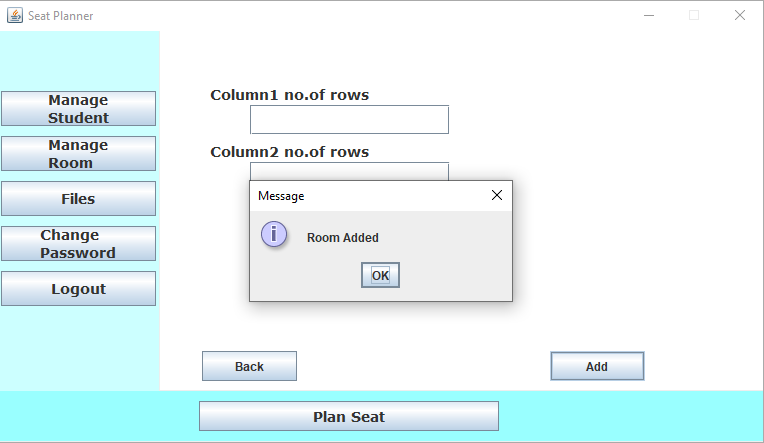 Seat Planner
Manage
Student
Manage
Room
Files
Change
Password
Logout
Column1 no.of rows
Column2 no.of rows
Message
Room Added
OK
Back
Add
Plan Seat